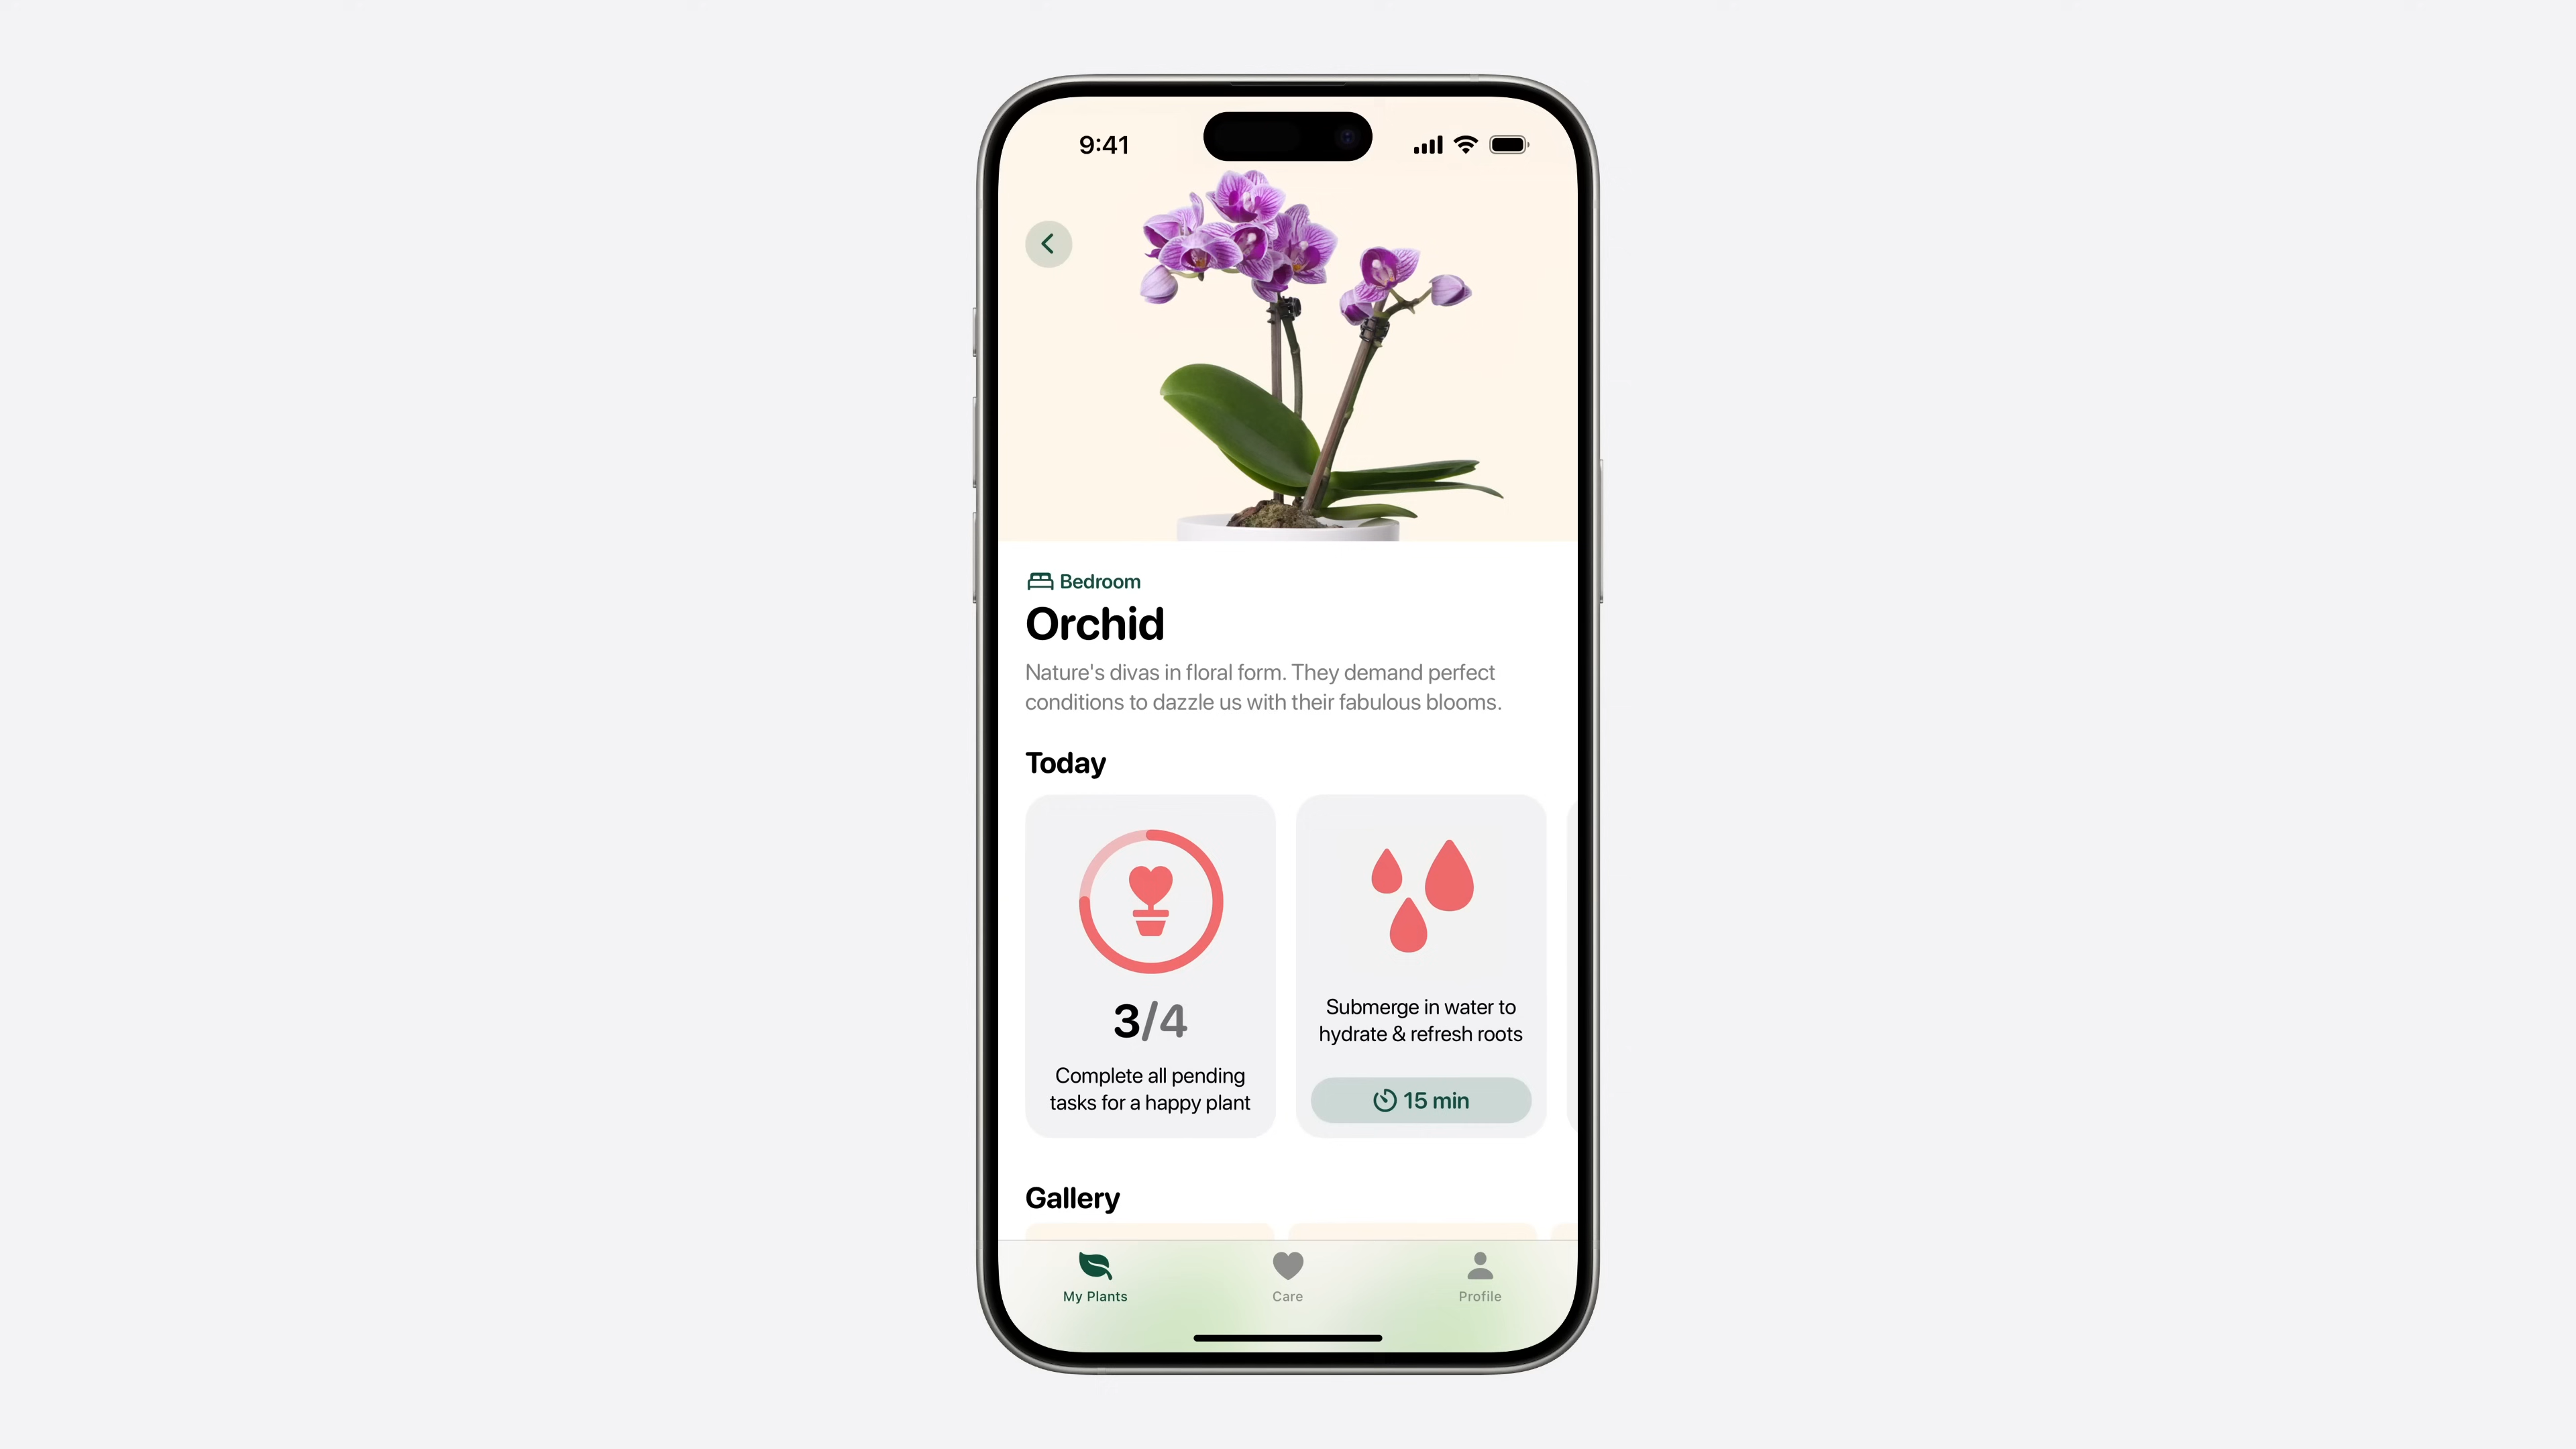 9:41
Bedroom
Orchid
Nature's divas in floral form. They demand perfect
conditions to dazzle us with their fabulous blooms.
Today
3/4
Complete all pending
tasks for a happy plant
Submerge in water to
hydrate & refresh roots
15 min
Gallery
My Plants
Care
Profile